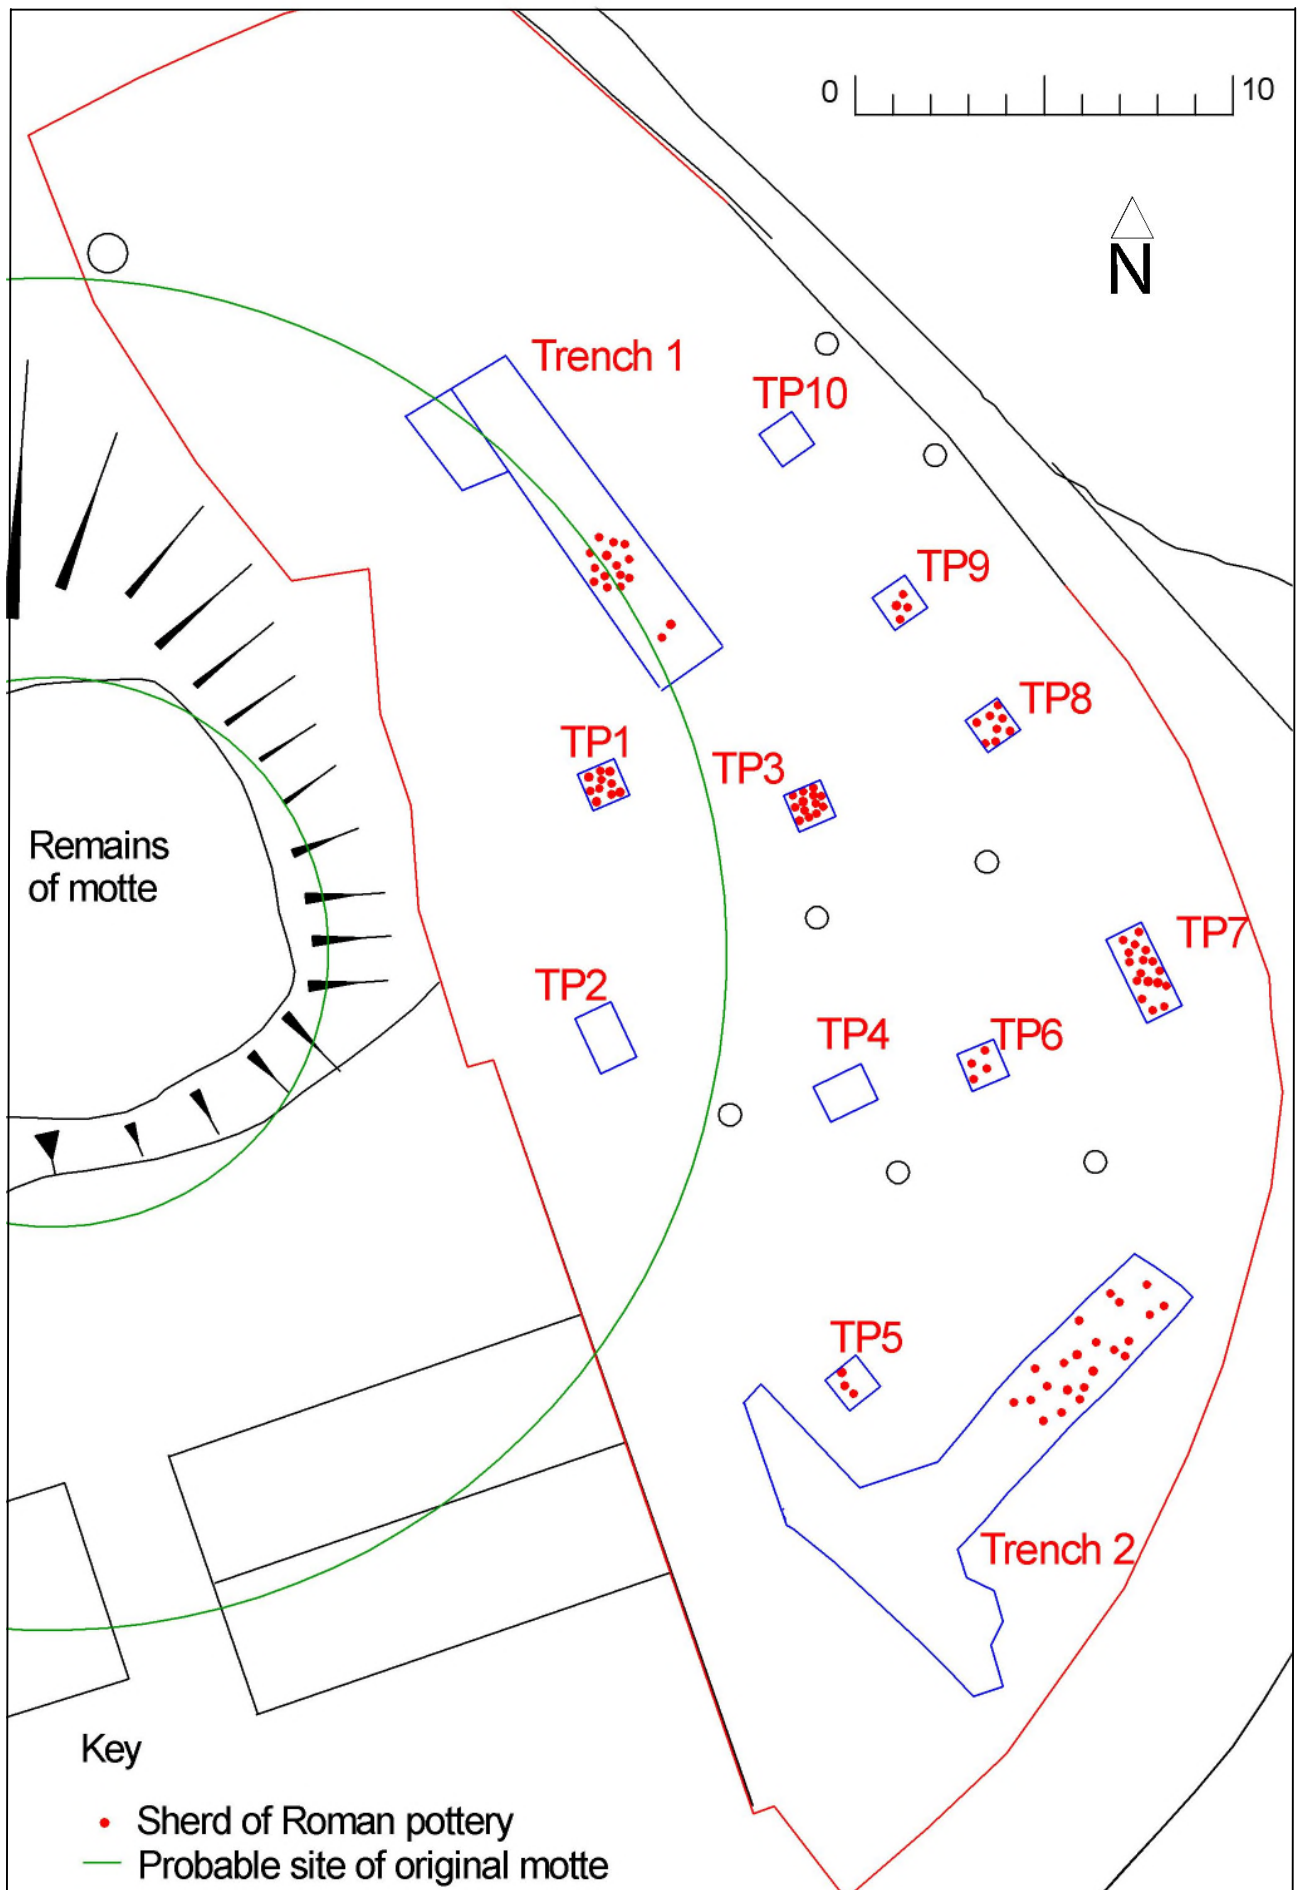 0 10
N
Trench 1
TP10
TP9
TP8
TP1
TP3
Remains
of motte
TP7
TP2
TP4
TP6
TP5
Trench 2
Key
Sherd of Roman pottery
Probable site of original motte